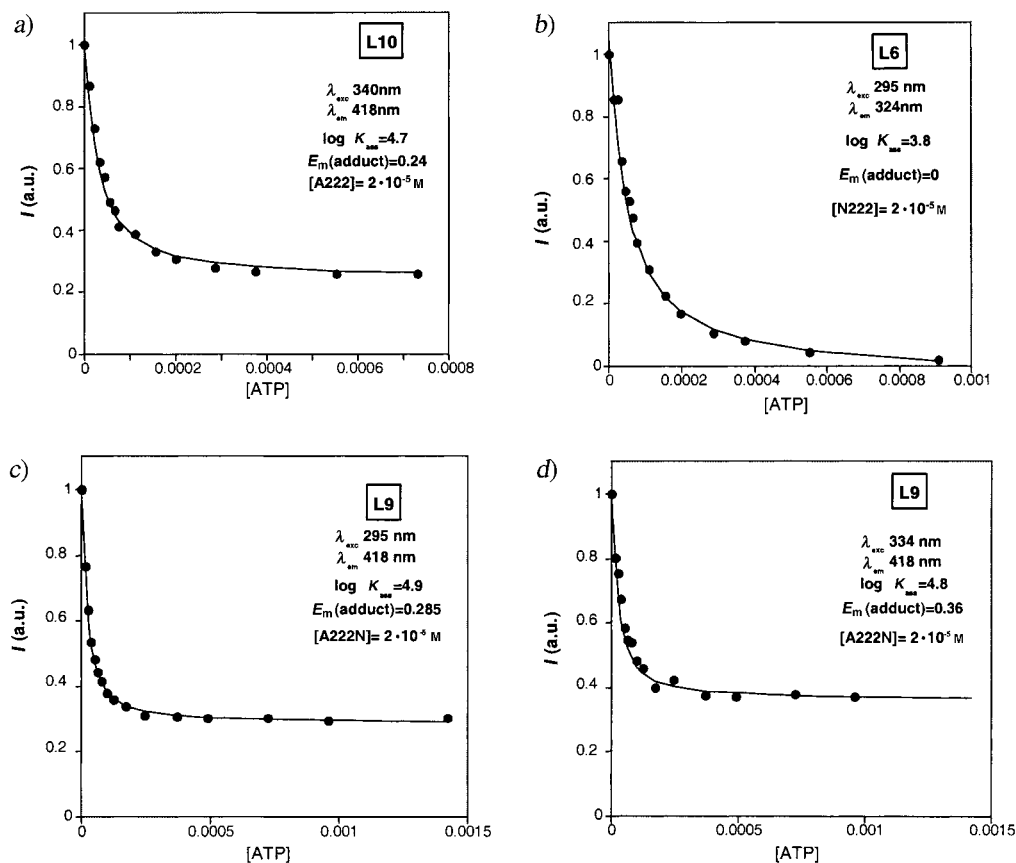 a)
L10
λexc 340nm
λem 418nm
log Kass=4.7
Em(adduct)=0.24
[A222]= 2·10-5 M
I (a.u.)
1
0.8
0.6
0.4
0.2
0
0 0.0002 0.0004 0.0006 0.0008
[ATP]
b)
L6
λexc 295 nm
λem 324nm
log Kass=3.8
Em(adduct)=0
[N222]= 2·10-5 M
I (a.u.)
1
0.8
0.6
0.4
0.2
0
0 0.0002 0.0004 0.0006 0.0008 0.001
[ATP]
c)
L9
λexc 295 nm
λem 418 nm
log Kass=4.9
Em(adduct)=0.285
[A222N]= 2·10-5 M
I (a.u.)
1
0.8
0.6
0.4
0.2
0
0 0.0005 0.001 0.0015
[ATP}
d)
L9
λexc 334 nm
λem 418 nm
log Kass=4.8
Em(adduct)=0.36
[A222N]= 2·10-5 M
I (a.u.)
1
0.8
0.6
0.4
0.2
0
0 0.0005 0.001 0.0015
[ATP]